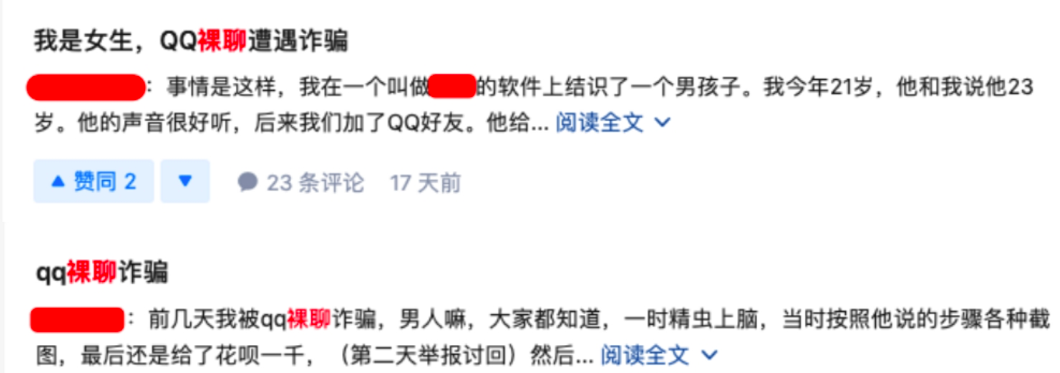 我是女生，QQ裸聊遭遇诈骗
：事情是这样，我在一个叫做的软件上结识了一个男孩子。我今年21岁，他和我说他23
岁。他的声音很好听，后来我们加了QQ好友。他给... 阅读全文
赞同 2 23 条评论 17 天前
qq裸聊诈骗
：前几天我被qq裸聊诈骗，男人嘛，大家都知道，一时精虫上脑，当时按照他说的步骤各种截
图，最后还是给了花呗一千，（第二天举报讨回）然后... 阅读全文